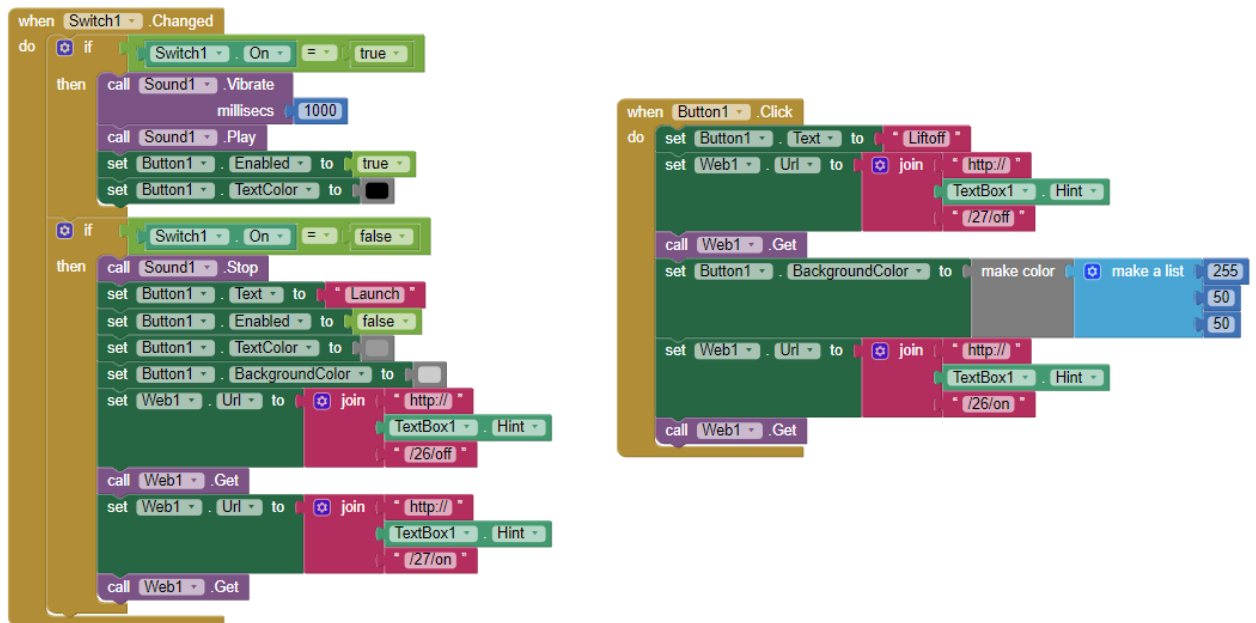 when Switch1 .Changed
do if Switch1 . On = true
then call Sound1 .Vibrate
millisecs 1000
call Sound1 .Play
set Button1 . Enabled to true
set Button1 . TextColor to
if Switch1 . On = false
then call Sound1 .Stop
set Button1 . Text to " Launch "
set Button1 . Enabled to false
set Button1 . TextColor to
set Button1 . BackgroundColor to
set Web1 . Url to join " http:// "
TextBox1 . Hint
" /26/off "
call Web1 .Get
set Web1 . Url to join " http:// "
TextBox1 . Hint
" /27/on "
call Web1 .Get
when Button1 .Click
do set Button1 . Text to " Liftoff "
set Web1 . Url to join " http:// "
TextBox1 . Hint
" /27/off "
call Web1 .Get
set Button1 . BackgroundColor to make color make a list 255
50
50
set Web1 . Url to join " http:// "
TextBox1 . Hint
" /26/on "
call Web1 .Get